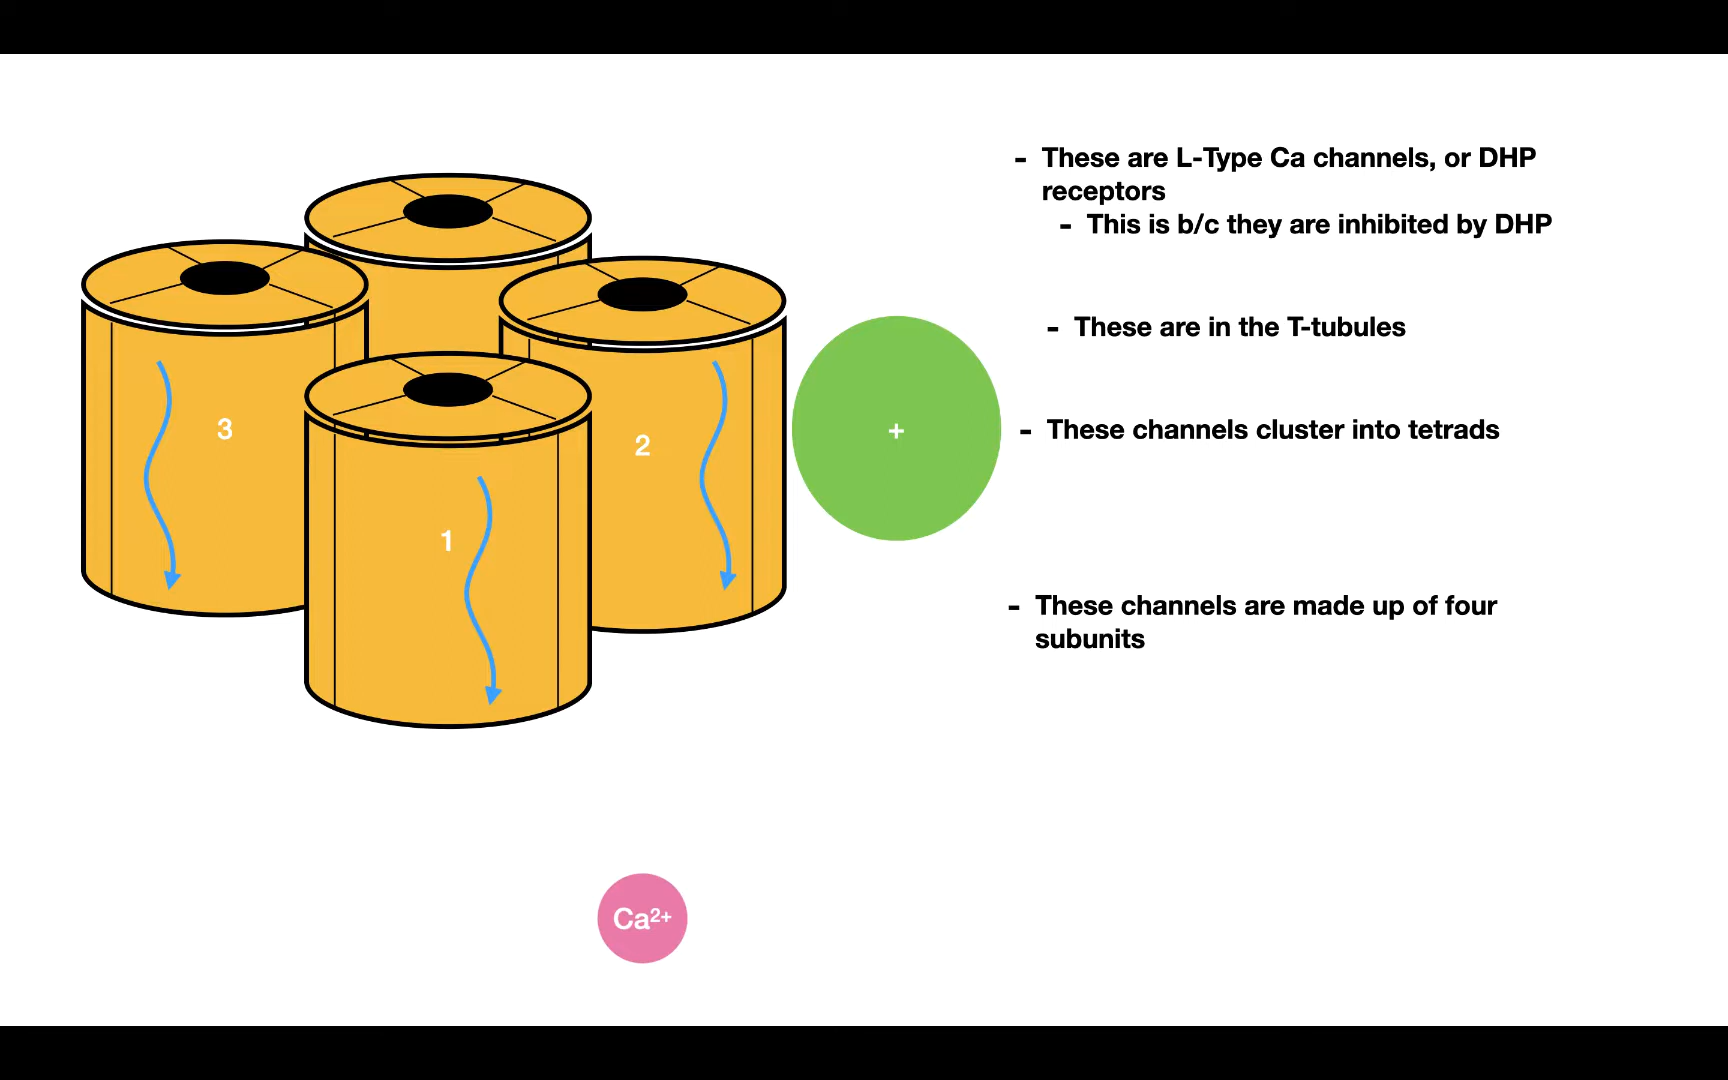 - These are L-Type Ca channels, or DHP
receptors
- This is b/c they are inhibited by DHP
- These are in the T-tubules
3
2
+
- These channels cluster into tetrads
1
- These channels are made up of four
subunits
Ca²⁺